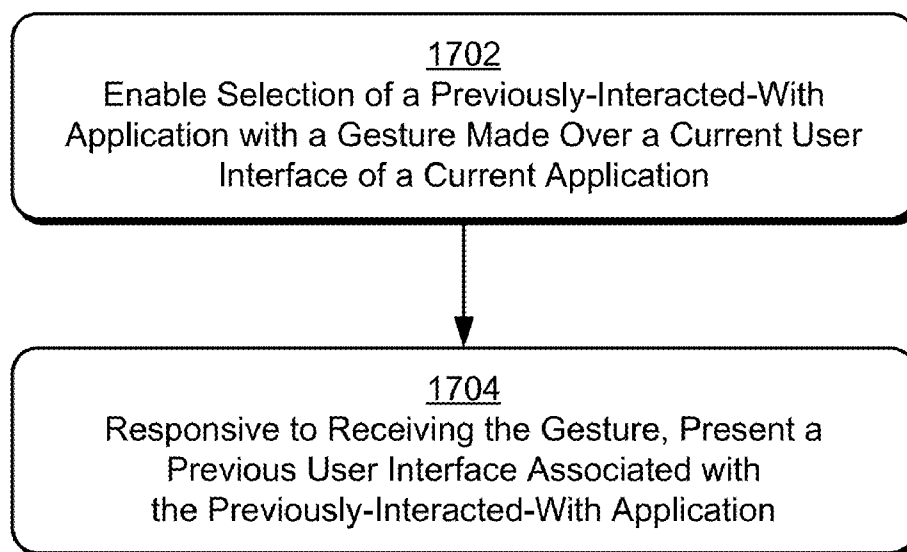 1702
Enable Selection of a Previously-Interacted-With
Application with a Gesture Made Over a Current User
Interface of a Current Application
1704
Responsive to Receiving the Gesture, Present a
Previous User Interface Associated with
the Previously-Interacted-With Application